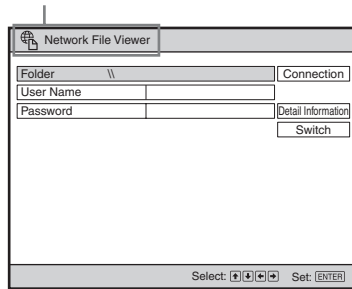 Network File Viewer
Folder \\ Connection
User Name
Password Detail Information
Switch
Select: ↑ ↓ ← → Set: ENTER